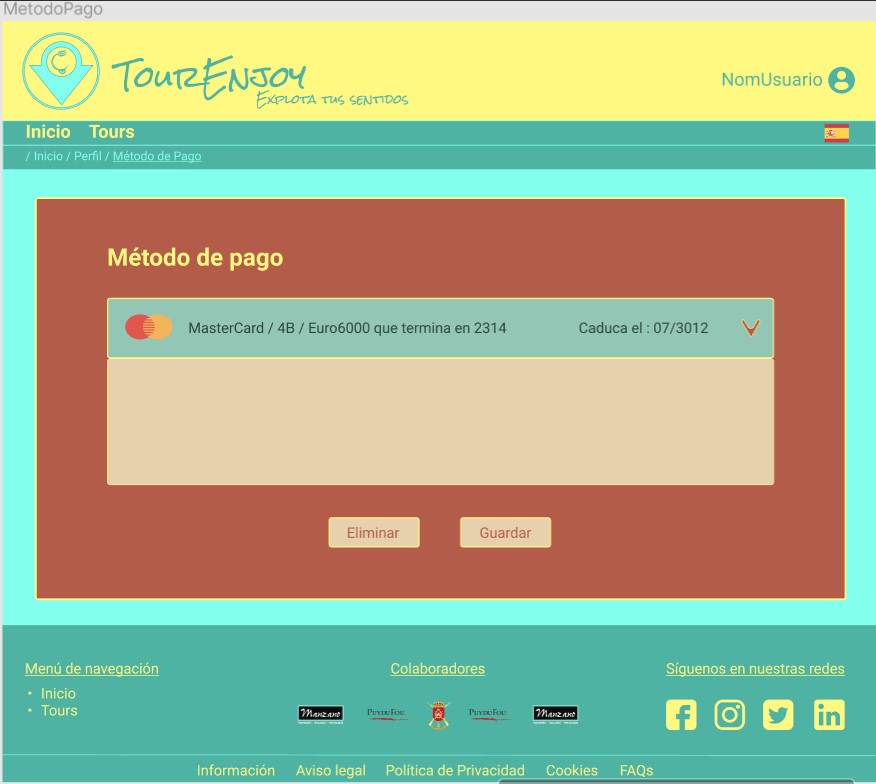 MetodoPago
TourEnjoy
Explota tus sentidos
NomUsuario
Inicio Tours
/ Inicio / Perfil / Método de Pago
Método de pago
MasterCard / 4B / Euro6000 que termina en 2314 Caduca el : 07/3012
Eliminar Guardar
Menú de navegación Colaboradores Síguenos en nuestras redes
• Inicio
• Tours
Manzano PUYDUFOU PUYDUFOU Manzano
Información Aviso legal Política de Privacidad Cookies FAQs